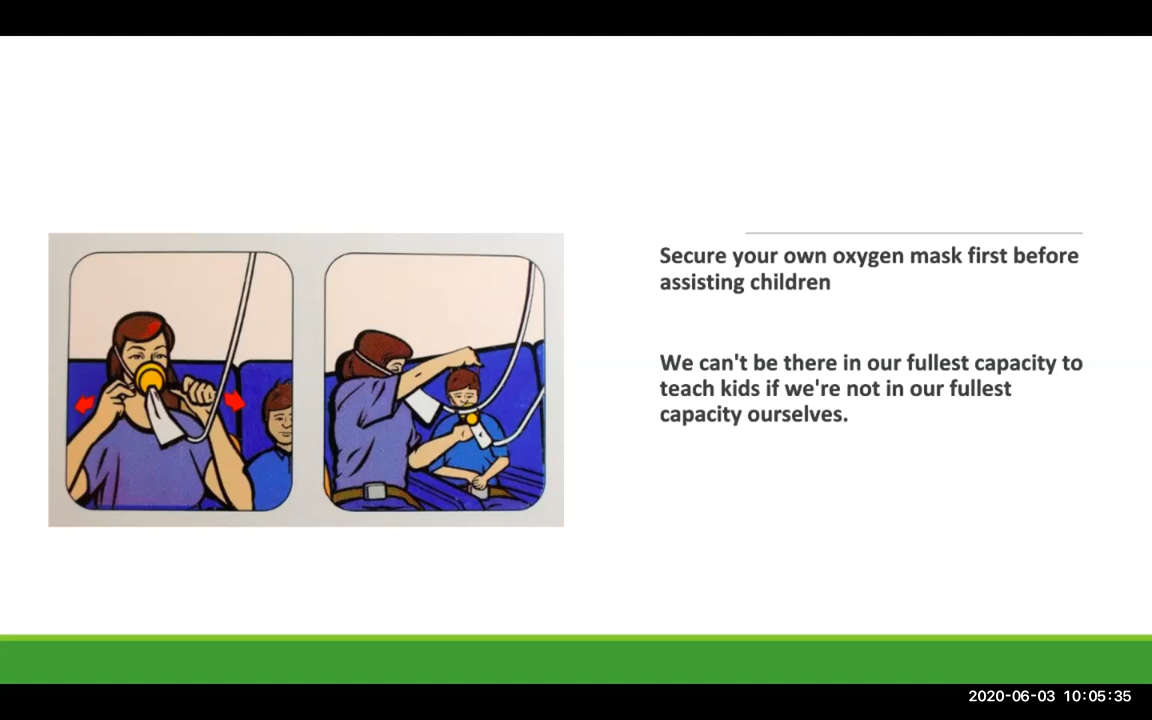 Secure your own oxygen mask first before
assisting children
We can't be there in our fullest capacity to
teach kids if we're not in our fullest
capacity ourselves.
2020-06-03 10:05:35